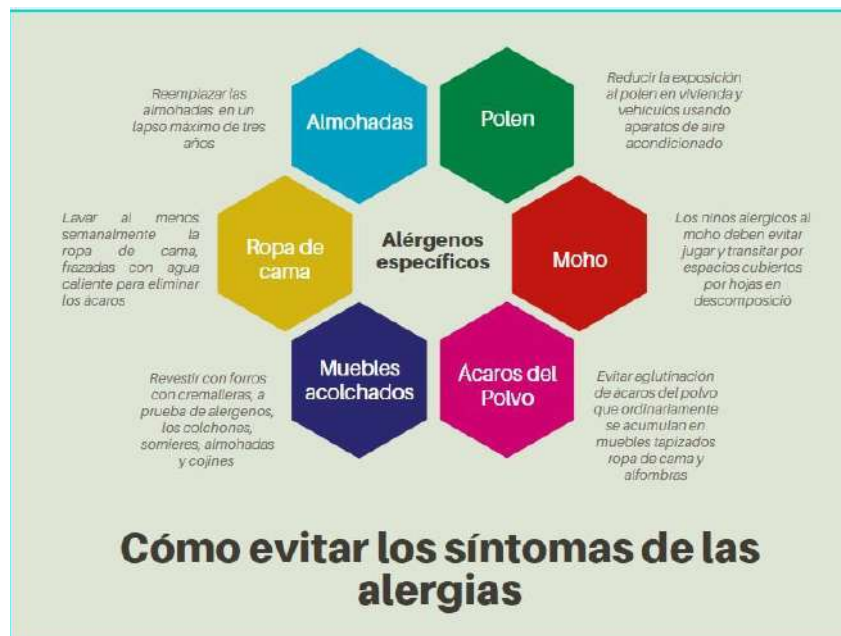 Reemplazar las
almohadas en un
lapso máximo de tres
años
Almohadas
Polen
Reducir la exposición
al polen en vivienda y
vehículos usando
aparatos de aire
acondicionado
Lavar al menos
semanalmente la
ropa de cama,
frazadas con agua
caliente para eliminar
los ácaros
Ropa de
cama
Alérgenos
específicos
Moho
Los ninos alérgicos al
moho deben evitar
jugar y transitar por
espacios cubiertos
por hojas en
descomposició
Revestir con forros
con cremalleras, a
prueba de alergenos,
los colchones,
somieres, almohadas
y cojines
Muebles
acolchados
Ácaros del
Polvo
Evitar aglutinación
de ácaros del polvo
que ordinariamente
se acumulan en
muebles tapizados
ropa de cama y
alfombras
Cómo evitar los síntomas de las
alergias